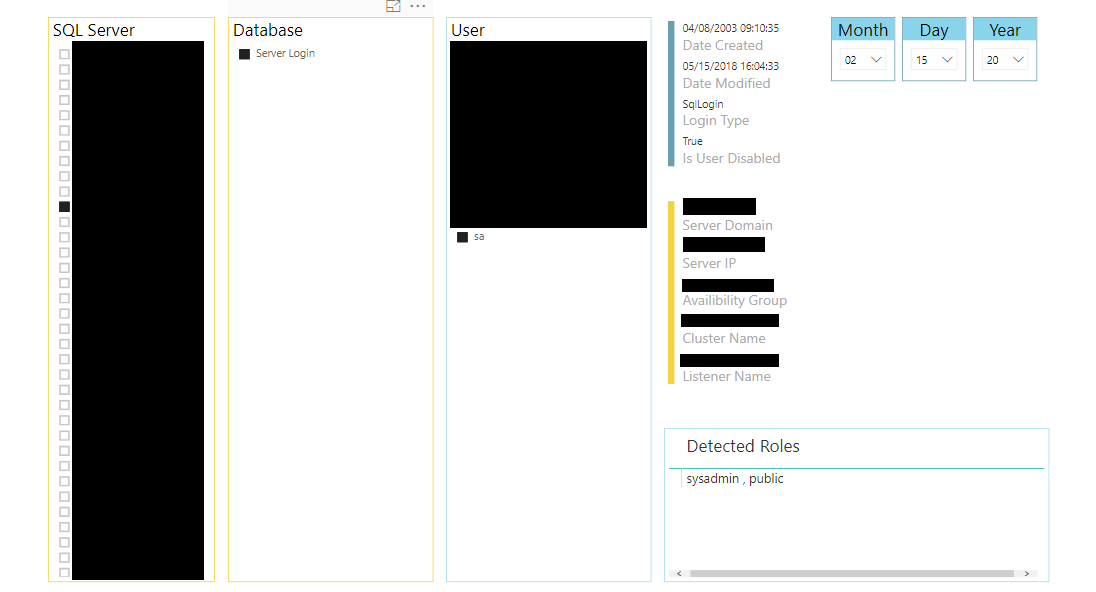 SQL Server
Database
Server Login
User
sa
04/08/2003 09:10:35
Date Created
05/15/2018 16:04:33
Date Modified
SqlLogin
Login Type
True
Is User Disabled
Month
Day
Year
02
15
20
Server Domain
Server IP
Availibility Group
Cluster Name
Listener Name
Detected Roles
sysadmin , public